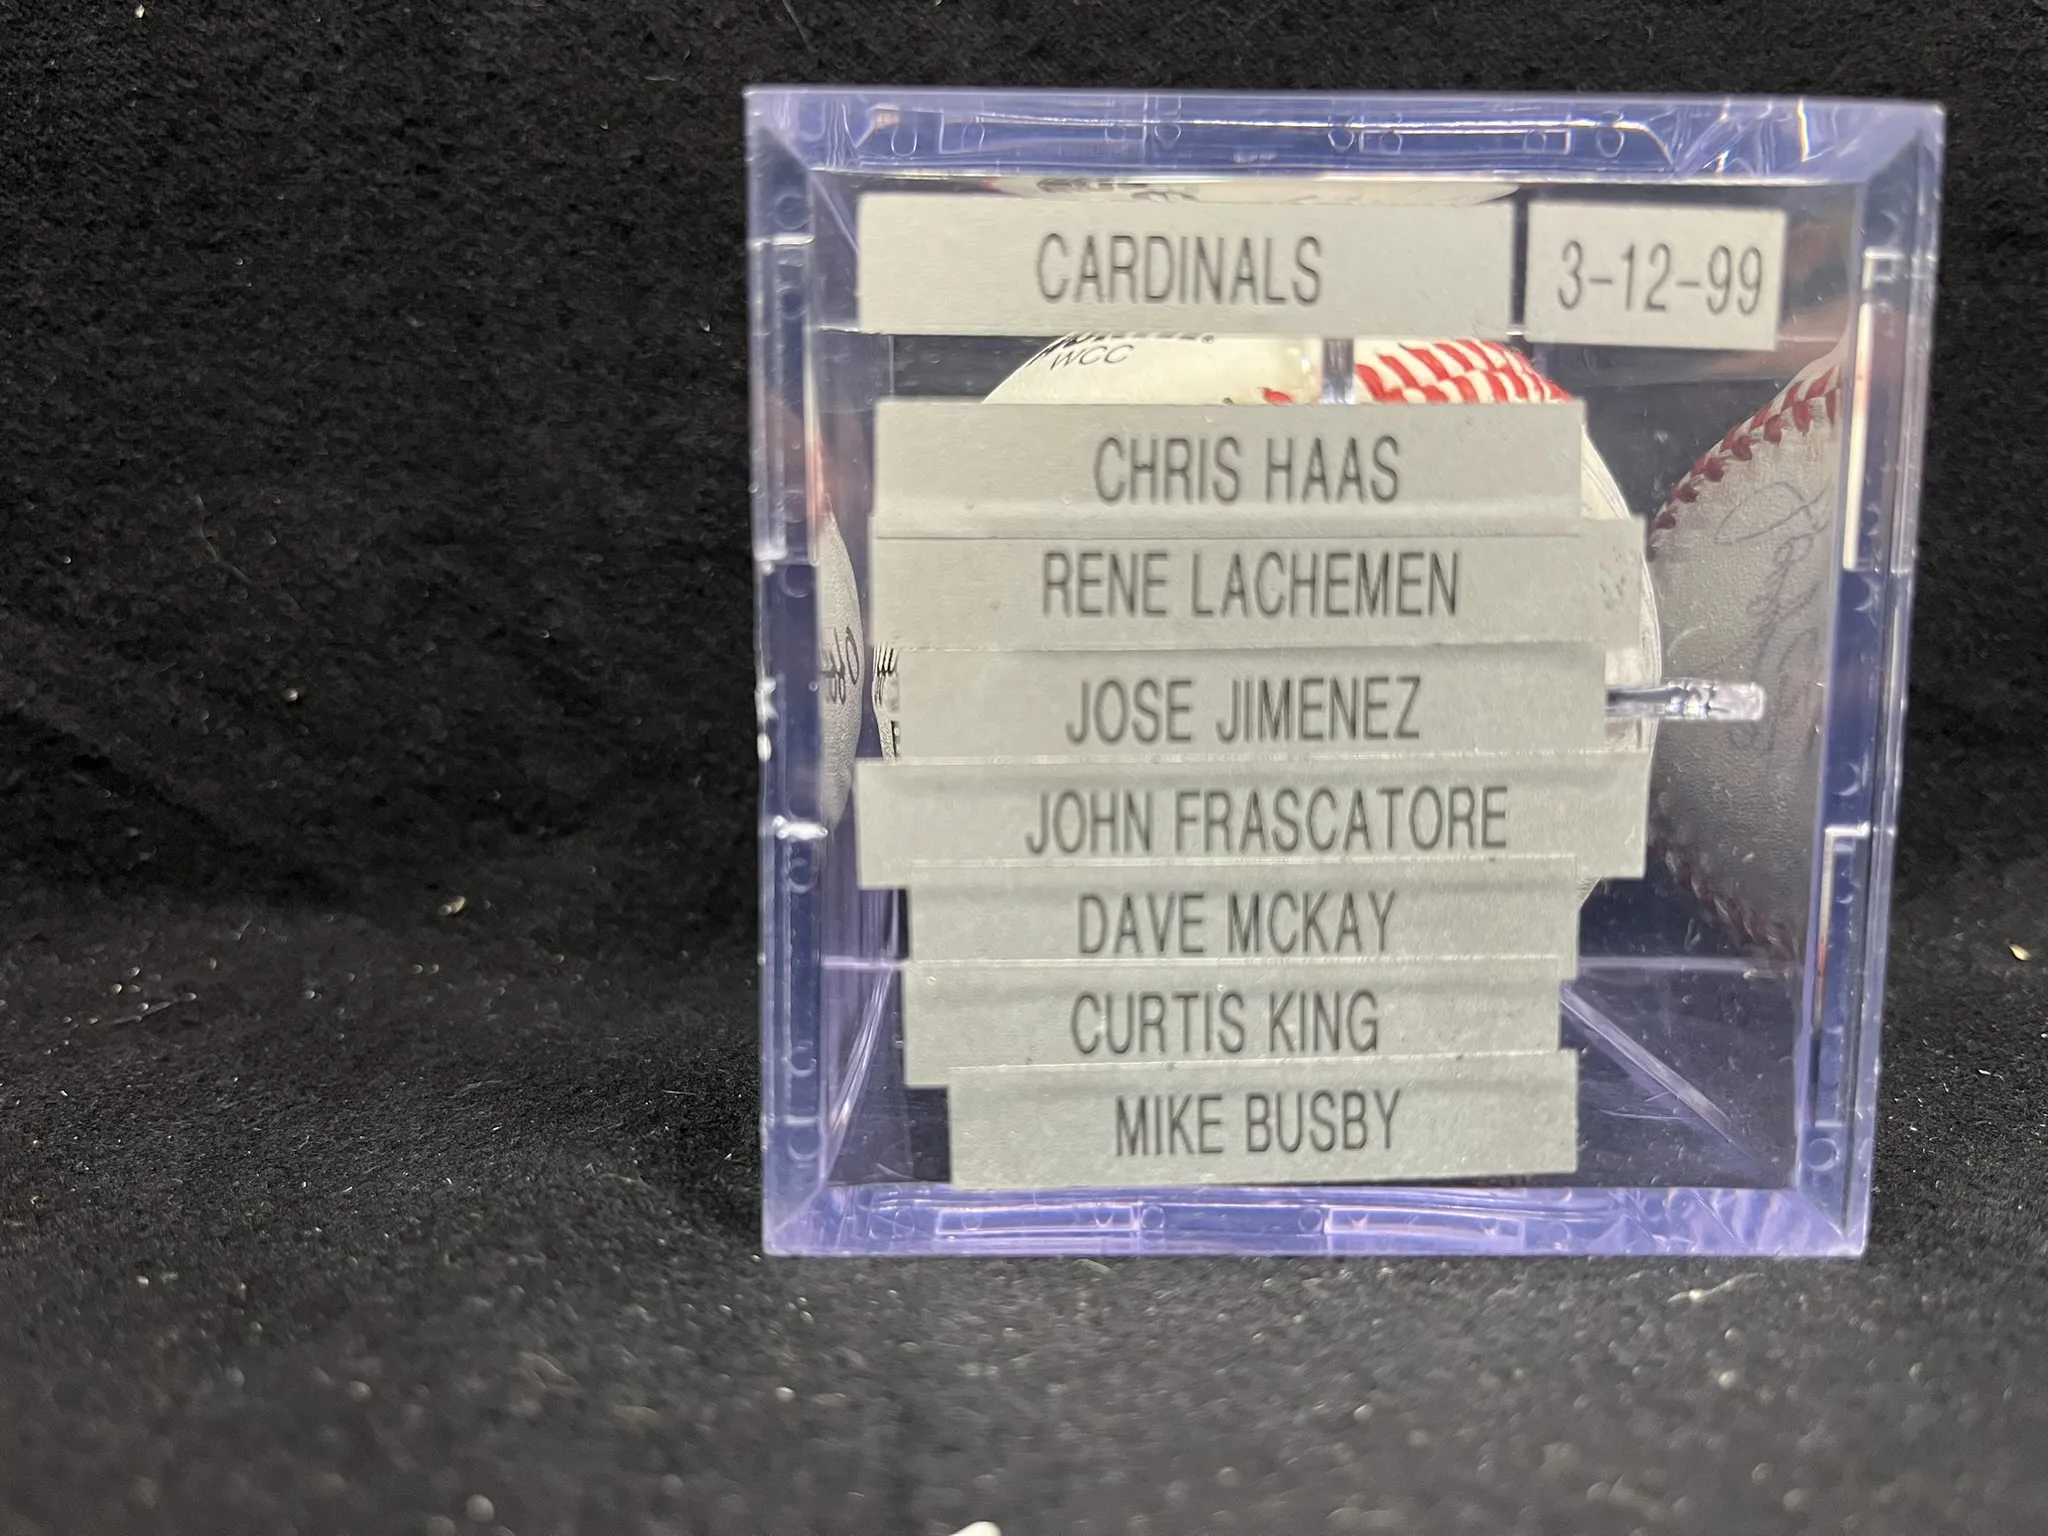 CARDINALS 3-12-99
WCC
CHRIS HAAS
RENE LACHEMEN
JOSE JIMENEZ
JOHN FRASCATORE
DAVE MCKAY
CURTIS KING
MIKE BUSBY